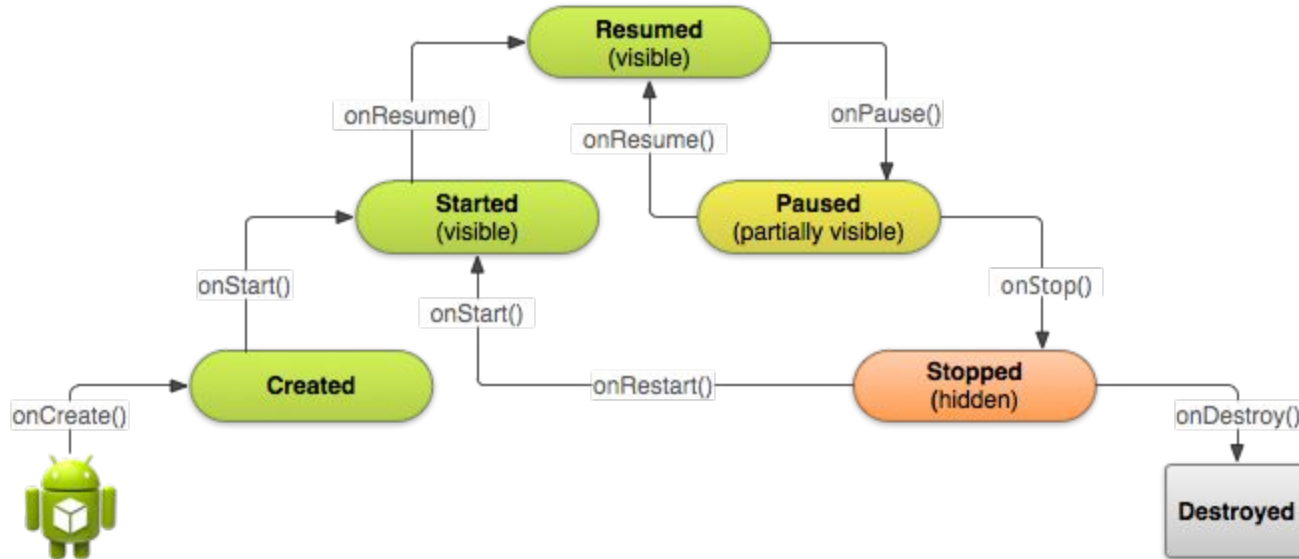 Resumed
(visible)
onResume()
onResume()
onPause()
Started
(visible)
Paused
(partially visible)
onStart()
onStart()
onStop()
Created
onRestart()
Stopped
(hidden)
onCreate()
onDestroy()
Destroyed